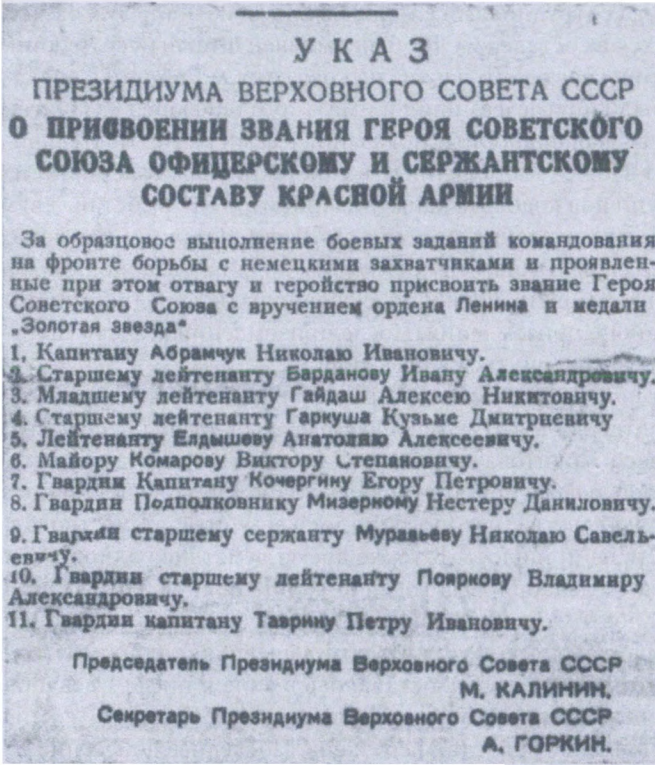 УКАЗ
ПРЕЗИДИУМА ВЕРХОВНОГО СОВЕТА СССР
О ПРИСВОЕНИИ ЗВАНИЯ ГЕРОЯ СОВЕТСКОГО
СОЮЗА ОФИЦЕРСКОМУ И СЕРЖАНТСКОМУ
СОСТАВУ КРАСНОЙ АРМИИ
За образцовое выполнение боевых заданий командования
на фронте борьбы с немецкими захватчиками и проявлен-
ные при этом отвагу и геройство присвоить звание Героя
Советского Союза с вручением ордена Ленина и медали
„Золотая звезда“
1. Капитану Абрамчук Николаю Ивановичу.
2. Старшему лейтенанту Барданову Ивану Александровичу.
3. Младшему лейтенанту Гайдаш Алексею Никитовичу.
4. Старшему лейтенанту Гаркуша Кузьме Дмитриевичу
5. Лейтенанту Елдышеву Анатолию Алексеевичу.
6. Майору Комарову Виктору Степановичу.
7. Гвардии Капитану Кочергину Егору Петровичу.
8. Гвардии Подполковнику Мизерному Нестеру Даниловичу.
9. Гвардии старшему сержанту Муравьеву Николаю Савель-
евичу.
10. Гвардии старшему лейтенанту Пояркову Владимиру
Александровичу.
11. Гвардии капитану Таврину Петру Ивановичу.
Председатель Президиума Верховного Совета СССР
М. КАЛИНИН.
Секретарь Президиума Верховного Совета СССР
А. ГОРКИН.